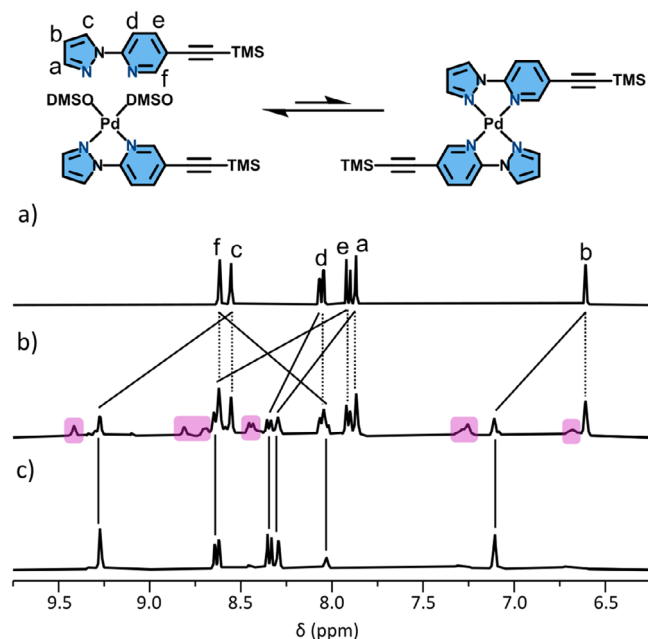 b c d e
N N TMS
a N N f
DMSO DMSO
Pd
N N
N TMS
N TMS
N N
Pd
N N
TMS N
a)
f c d e a b
b)
c)
9.5 9.0 8.5 8.0 7.5 7.0 6.5
δ (ppm)